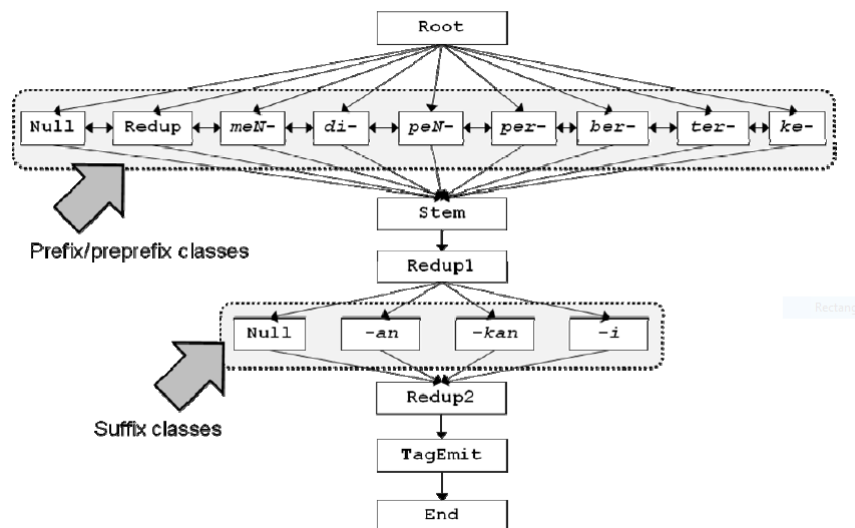 Root
Null Redup meN- di- peN- per- ber- ter- ke-
Stem
Prefix/preprefix classes
Redup1
Rectang
Null -an -kan -i
Redup2
Suffix classes
TagEmit
End